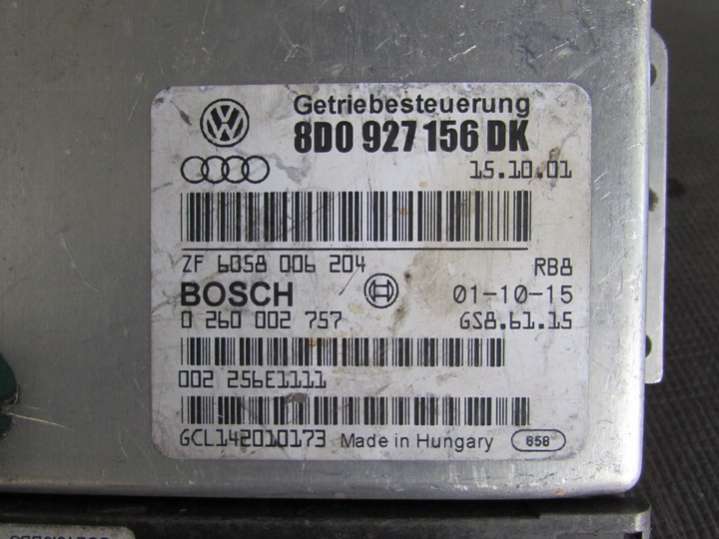 Getriebesteuerung
8D0 927 156 DK
15.10.01
ZF 6058 006 204 RB8
BOSCH 01-10-15
0 260 002 757 GS8.61.15
002 256E1111
GCL142010173 Made in Hungary 858